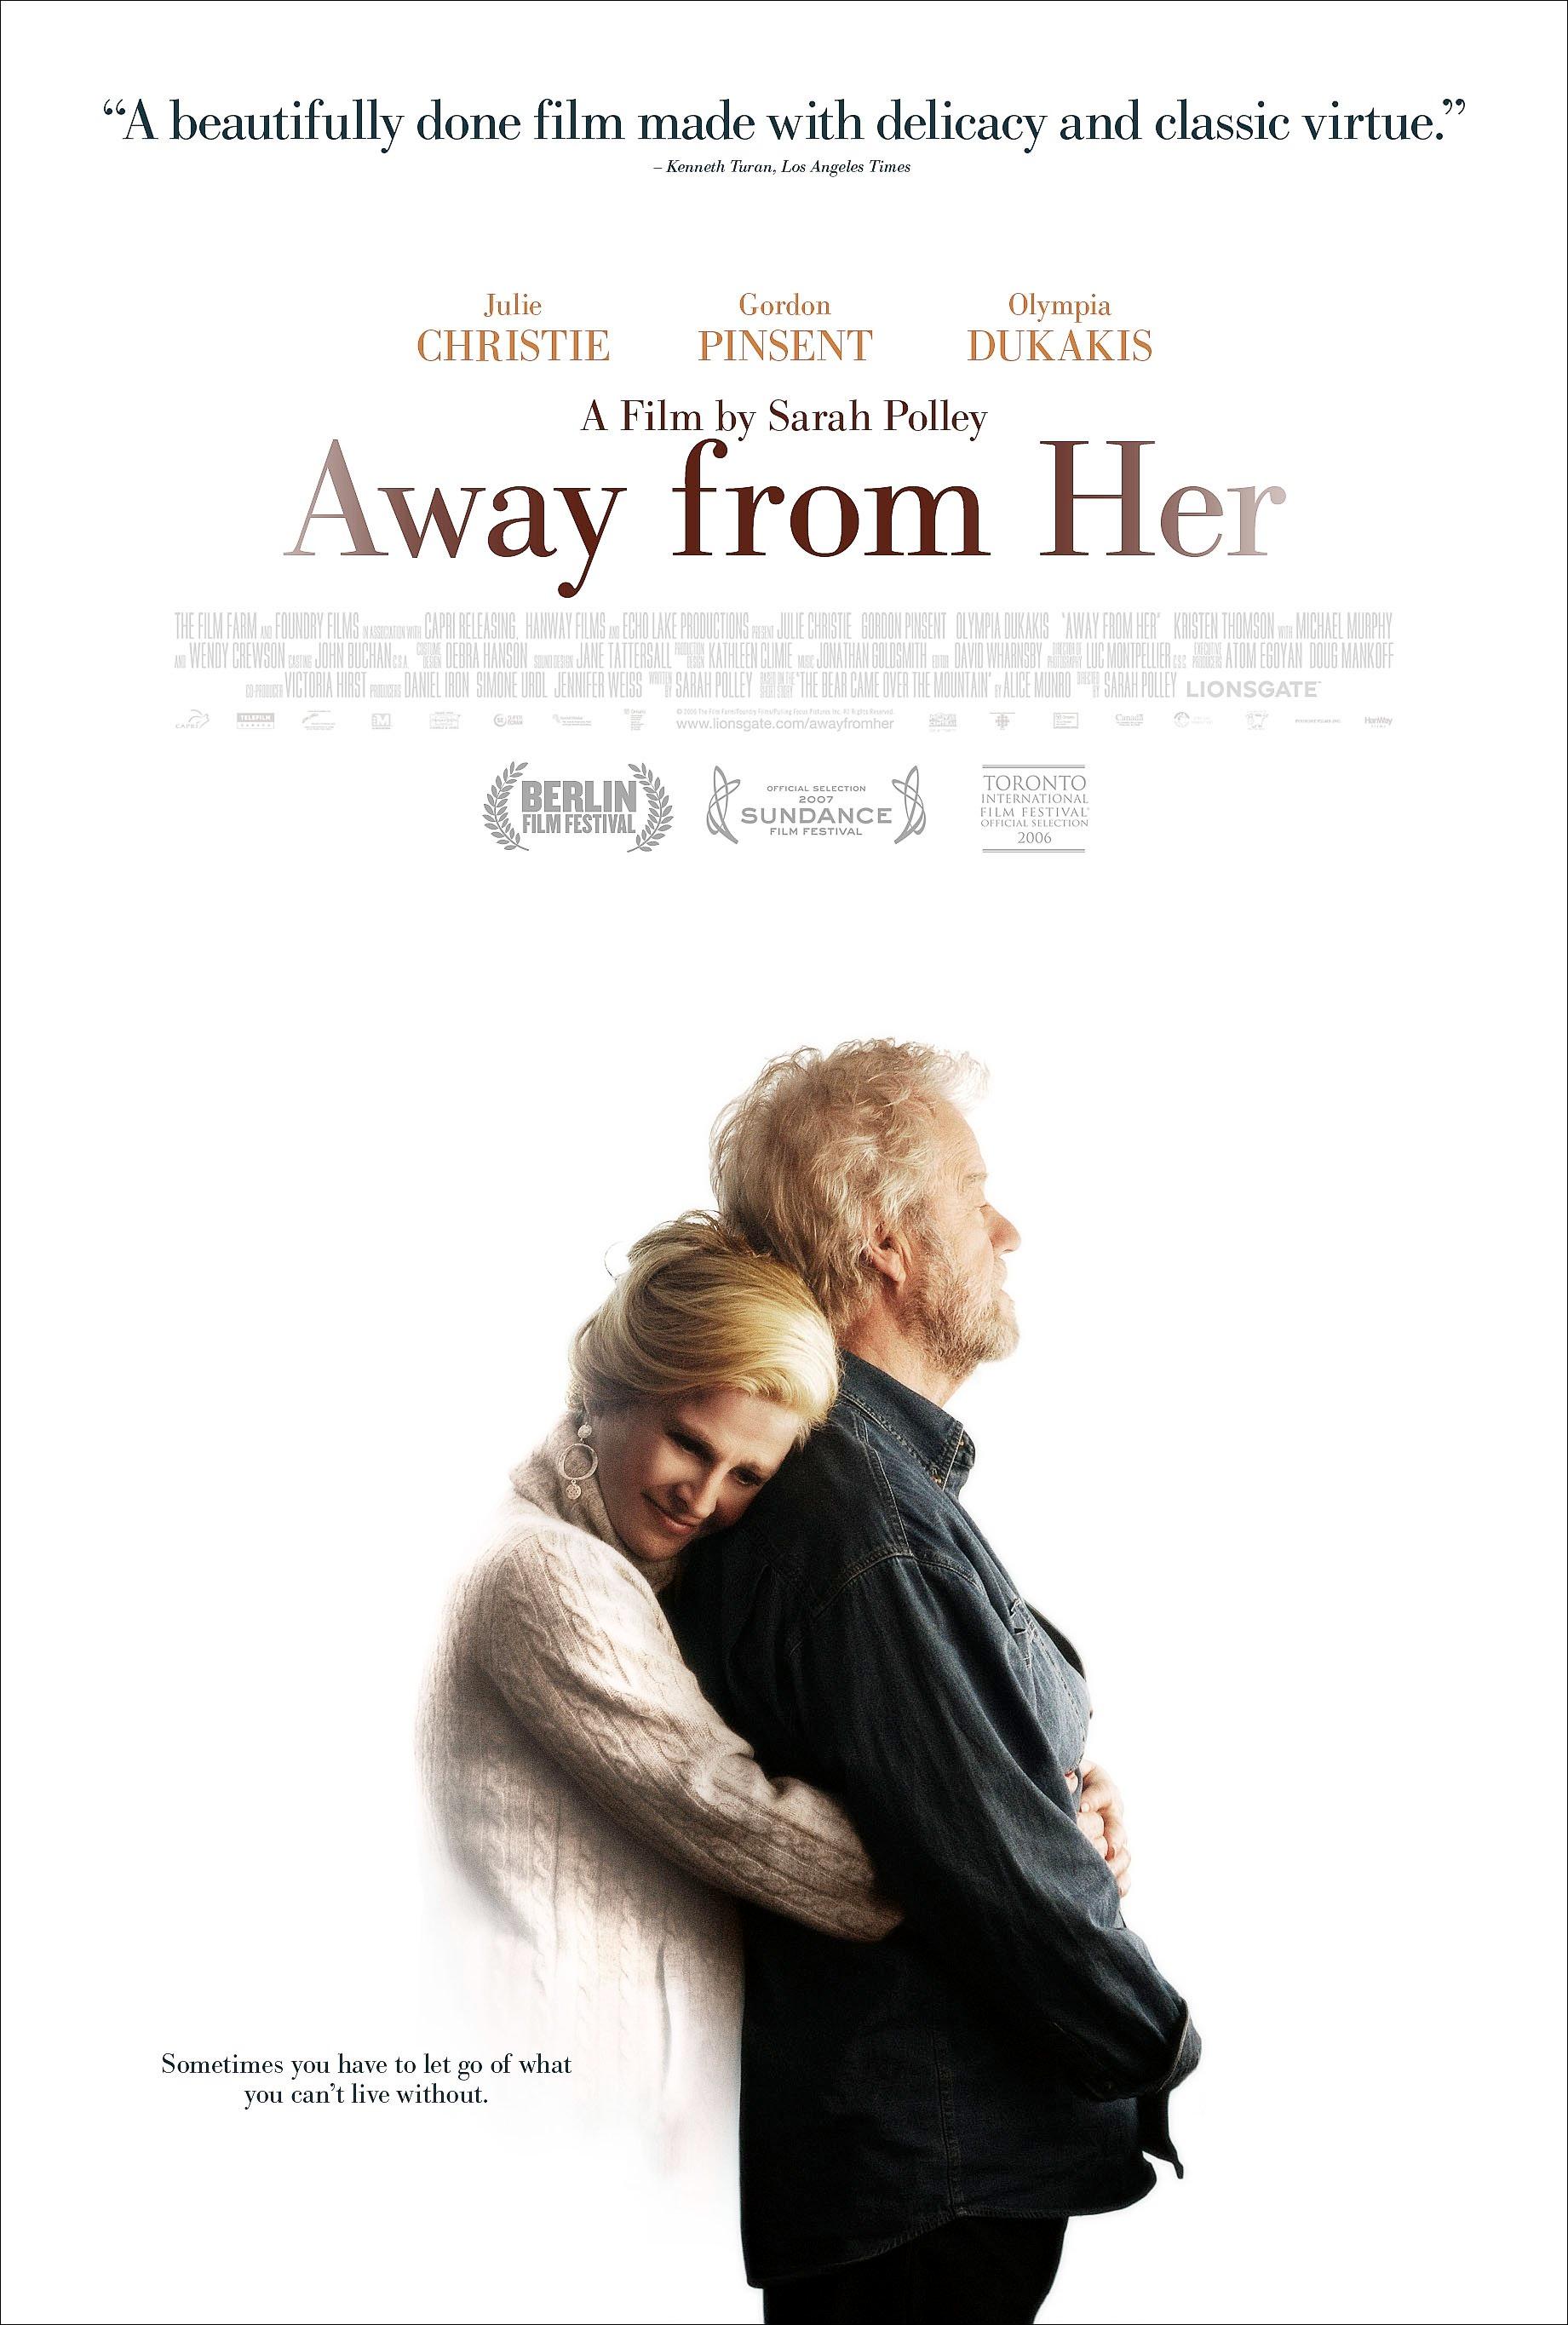 “A beautifully done film made with delicacy and classic virtue.”
– Kenneth Turan, Los Angeles Times
Julie Gordon Olympia
CHRISTIE PINSENT DUKAKIS
A Film by Sarah Polley
Away from Her
THE FILM FARM AND FOUNDRY FILMS IN ASSOCIATION WITH CAPRI RELEASING, HANWAY FILMS AND ECHO LAKE PRODUCTIONS PRESENT JULIE CHRISTIE GORDON PINSENT OLYMPIA DUKAKIS "AWAY FROM HER" KRISTEN THOMSON WITH MICHAEL MURPHY
AND WENDY CREWSON CASTING JOHN BUCHAN C.S.A. COSTUME DESIGN DEBRA HANSON SOUND DESIGN JANE TATTERSALL PRODUCTION DESIGN KATHLEEN CLIMIE MUSIC JONATHAN GOLDSMITH EDITOR DAVID WHARNSBY DIRECTOR OF PHOTOGRAPHY LUC MONTPELLIER C.S.C. EXECUTIVE PRODUCERS ATOM EGOYAN DOUG MANKOFF
CO-PRODUCER VICTORIA HIRST PRODUCERS DANIEL IRON SIMONE URDL JENNIFER WEISS WRITTEN BY SARAH POLLEY BASED ON THE SHORT STORY "THE BEAR CAME OVER THE MOUNTAIN" BY ALICE MUNRO DIRECTED BY SARAH POLLEY LIONSGATE
CAPRI TELEFILM CANADA Canada HanWay
www.lionsgate.com/awayfromher
BERLIN
FILM FESTIVAL
OFFICIAL SELECTION
2007
SUNDANCE
FILM FESTIVAL
TORONTO
INTERNATIONAL
FILM FESTIVAL
OFFICIAL SELECTION
2006
Sometimes you have to let go of what
you can’t live without.